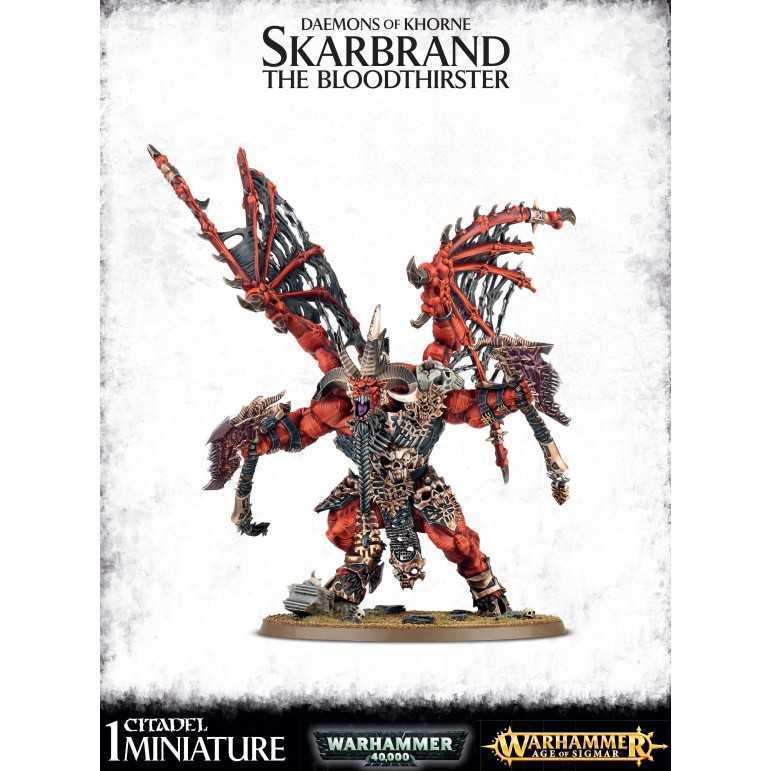 DAEMONS OF KHORNE
SKARBRAND
THE BLOODTHIRSTER
1 CITADEL MINIATURE
WARHAMMER
40,000
WARHAMMER
AGE OF SIGMAR